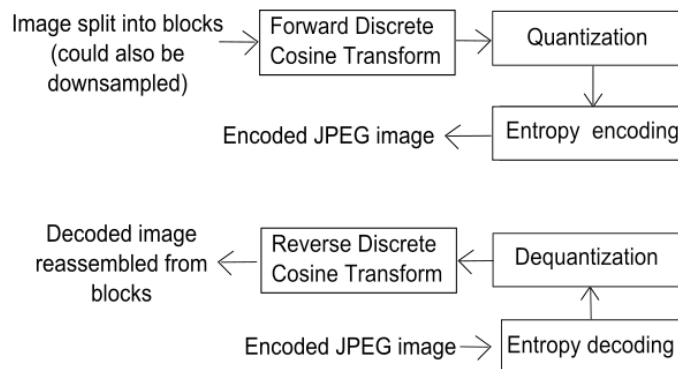 Image split into blocks
(could also be
downsampled)
Forward Discrete
Cosine Transform
Quantization
Entropy encoding
Encoded JPEG image
Decoded image
reassembled from
blocks
Reverse Discrete
Cosine Transform
Dequantization
Encoded JPEG image
Entropy decoding